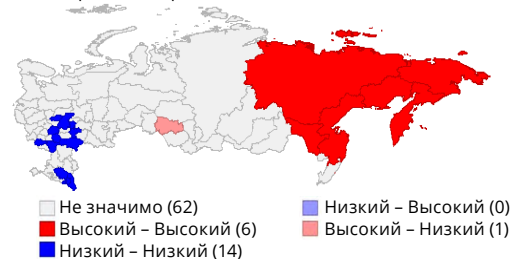 Не значимо (62)
Низкий – Высокий (0)
Высокий – Высокий (6)
Высокий – Низкий (1)
Низкий – Низкий (14)